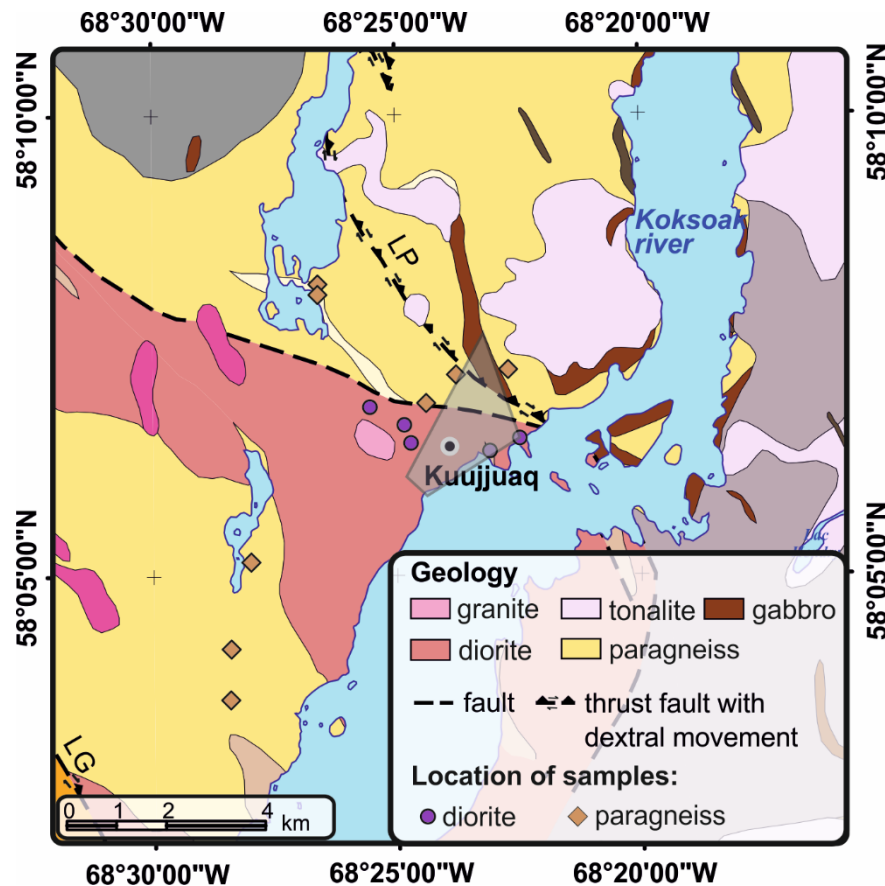 68°30'00"W 68°25'00"W 68°20'00"W
58°10'00"N 58°10'00"N
Koksoak
river
LP
Kuujjuaq
58°05'00"N 58°05'00"N
Geology
granite tonalite gabbro
diorite paragneiss
fault thrust fault with
dextral movement
Location of samples:
diorite paragneiss
LG
0 1 2 4
km
68°30'00"W 68°25'00"W 68°20'00"W